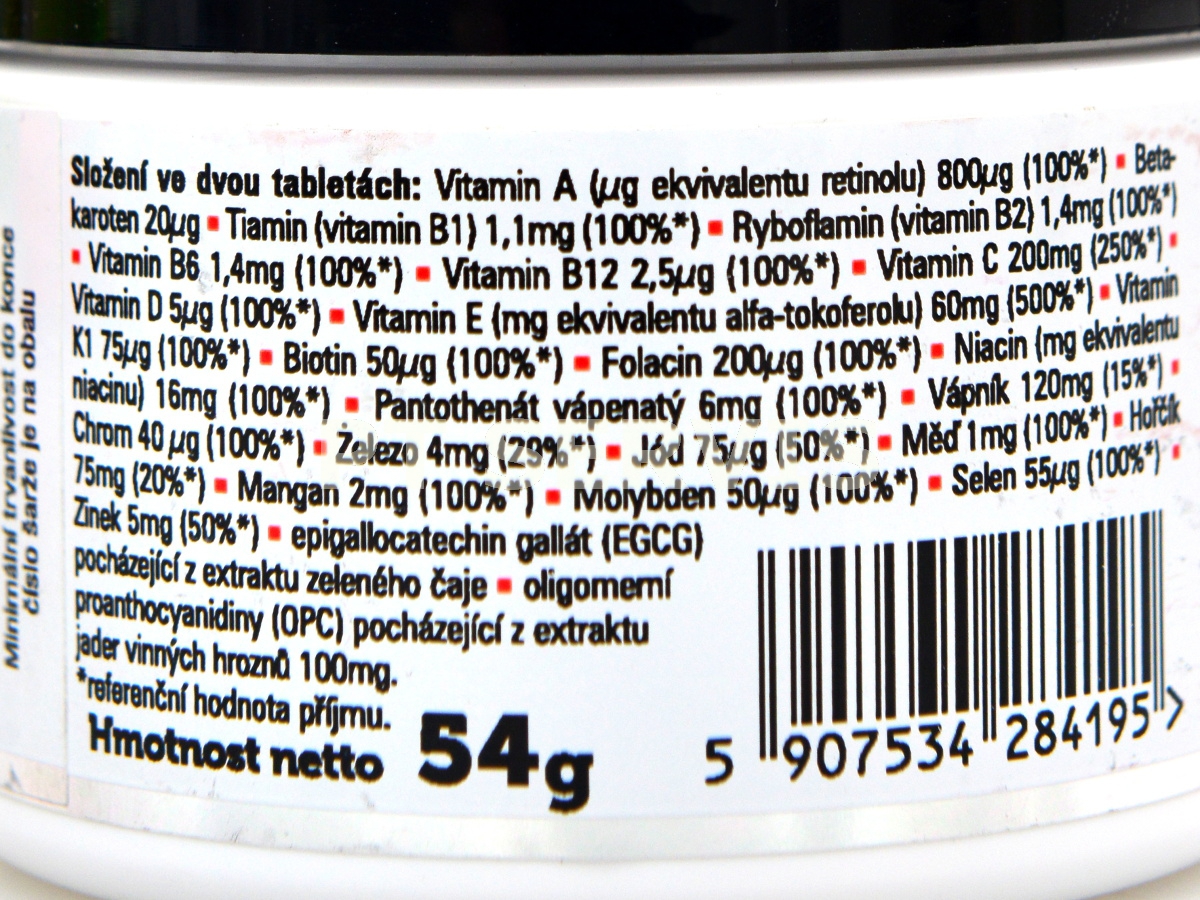 Složení ve dvou tabletách: Vitamin A (µg ekvivalentu retinolu) 800µg (100%*) ▪ Beta-
karoten 20µg ▪ Tiamin (vitamin B1) 1,1mg (100%*) ▪ Ryboflamin (vitamin B2) 1,4mg (100%*)
▪ Vitamin B6 1,4mg (100%*) ▪ Vitamin B12 2,5µg (100%*) ▪ Vitamin C 200mg (250%*) ▪
Vitamin D 5µg (100%*) ▪ Vitamin E (mg ekvivalentu alfa-tokoferolu) 60mg (500%*) ▪ Vitamin
K1 75µg (100%*) ▪ Biotin 50µg (100%*) ▪ Folacin 200µg (100%*) ▪ Niacin (mg ekvivalentu
niacinu) 16mg (100%*) ▪ Pantothenát vápenatý 6mg (100%*) ▪ Vápník 120mg (15%*) ▪
Chrom 40 µg (100%*) ▪ Železo 4mg (29%*) ▪ Jód 75µg (50%*) ▪ Měď 1mg (100%*) ▪ Hořčík
75mg (20%*) ▪ Mangan 2mg (100%*) ▪ Molybden 50µg (100%*) ▪ Selen 55µg (100%*) ▪
Zinek 5mg (50%*) ▪ epigallocatechin gallát (EGCG)
pocházející z extraktu zeleného čaje ▪ oligomerní
proanthocyanidiny (OPC) pocházející z extraktu
jader vinných hroznů 100mg.
*referenční hodnota příjmu.
Hmotnost netto 54g
5 907534 284195 >
Minimální trvanlivost do konce
číslo šarže je na obalu